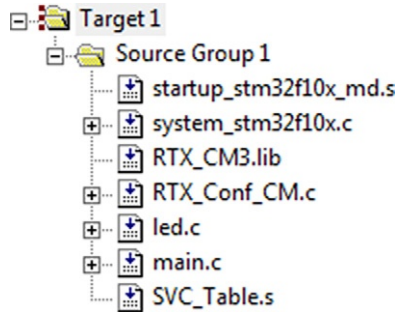 Target 1
Source Group 1
startup_stm32f10x_md.s
system_stm32f10x.c
RTX_CM3.lib
RTX_Conf_CM.c
led.c
main.c
SVC_Table.s